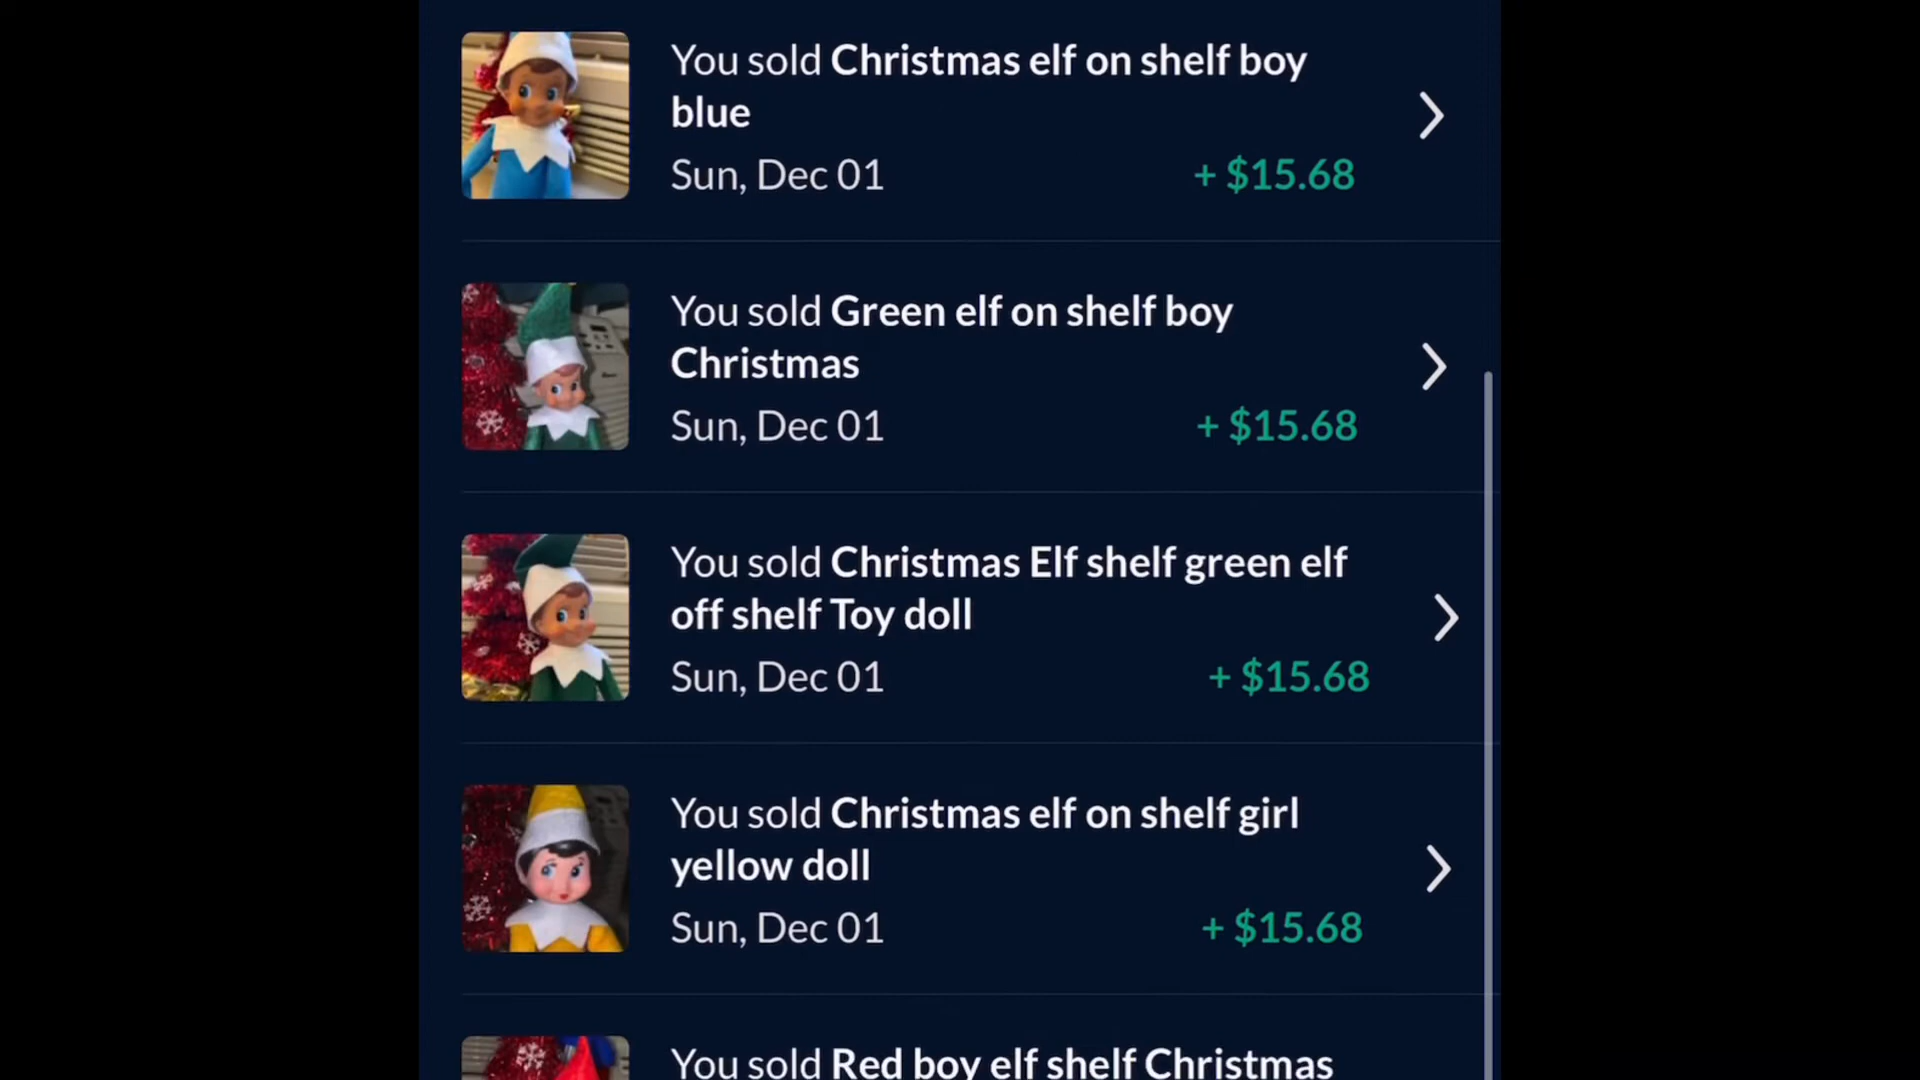 You sold Christmas elf on shelf boy
blue
Sun, Dec 01
+ $15.68
You sold Green elf on shelf boy
Christmas
Sun, Dec 01
+ $15.68
You sold Christmas Elf shelf green elf
off shelf Toy doll
Sun, Dec 01
+ $15.68
You sold Christmas elf on shelf girl
yellow doll
Sun, Dec 01
+ $15.68
You sold Red boy elf shelf Christmas